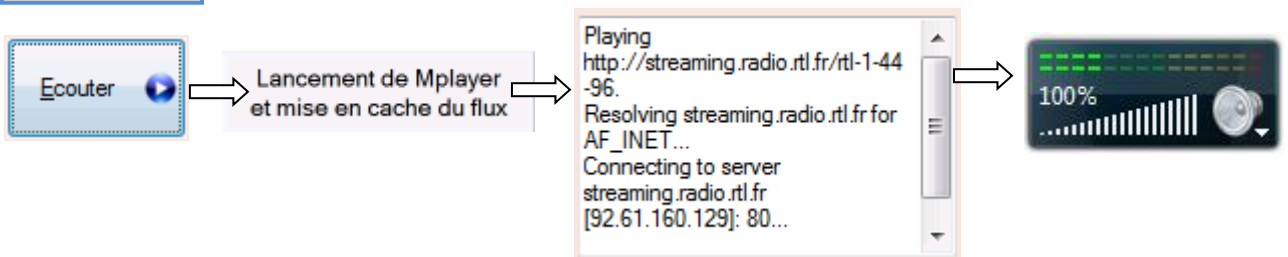 Ecouter
Lancement de Mplayer
et mise en cache du flux
Playing
http://streaming.radio.rtl.fr/rtl-1-44
-96.
Resolving streaming.radio.rtl.fr for
AF_INET...
Connecting to server
streaming.radio.rtl.fr
[92.61.160.129]: 80...
100%